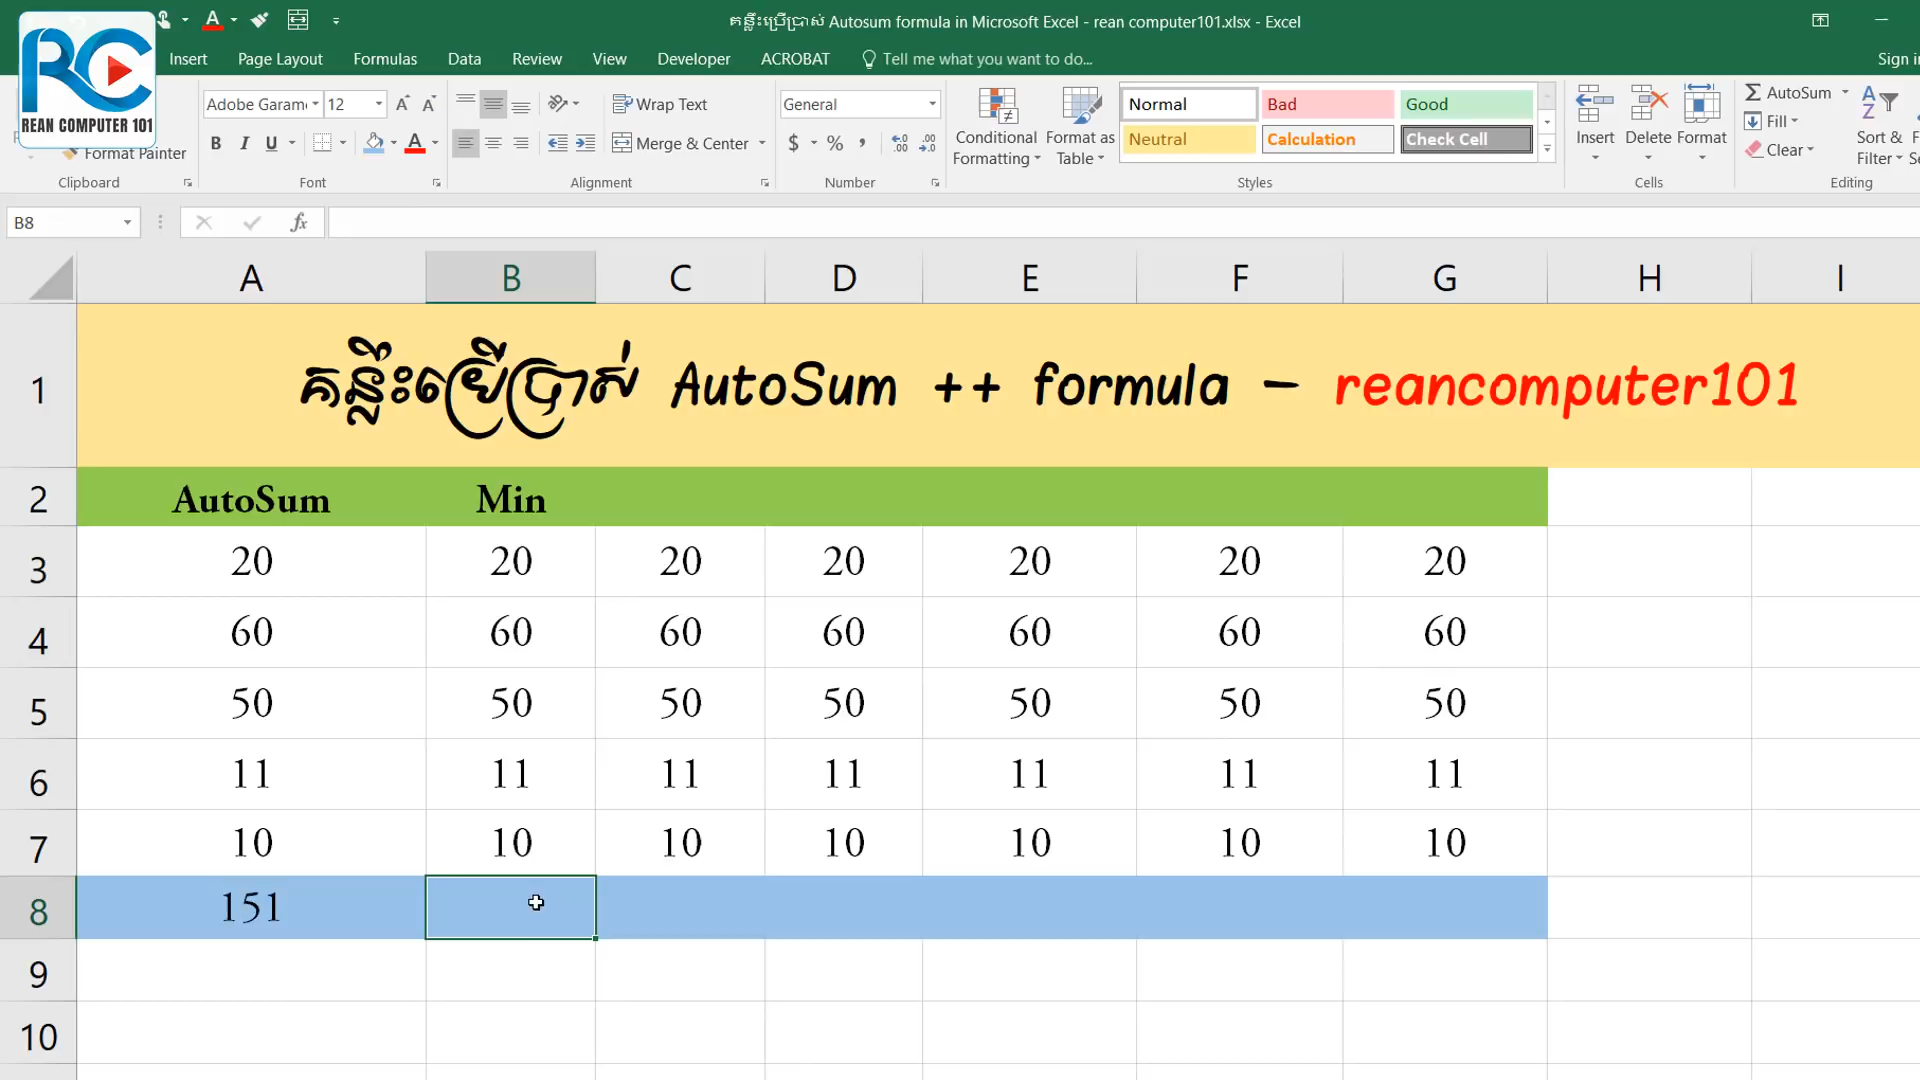 គន្លឹះប្រើប្រាស់ Autosum formula in Microsoft Excel - rean computer101.xlsx - Excel
RC
REAN COMPUTER 101
Insert Page Layout Formulas Data Review View Developer ACROBAT Tell me what you want to do... Sign
Adobe Garam 12 Wrap Text General Normal Bad Good AutoSum
Format Painter B I U Merge & Center $ % Conditional Formatting Format as Table Neutral Calculation Check Cell Insert Delete Format Fill Clear Sort & Filter
Clipboard Font Alignment Number Styles Cells Editing
B8 fx
A B C D E F G H I
1 គន្លឹះប្រើប្រាស់ AutoSum ++ formula - reancomputer101
2 AutoSum Min
3 20 20 20 20 20 20 20
4 60 60 60 60 60 60 60
5 50 50 50 50 50 50 50
6 11 11 11 11 11 11 11
7 10 10 10 10 10 10 10
8 151
9
10